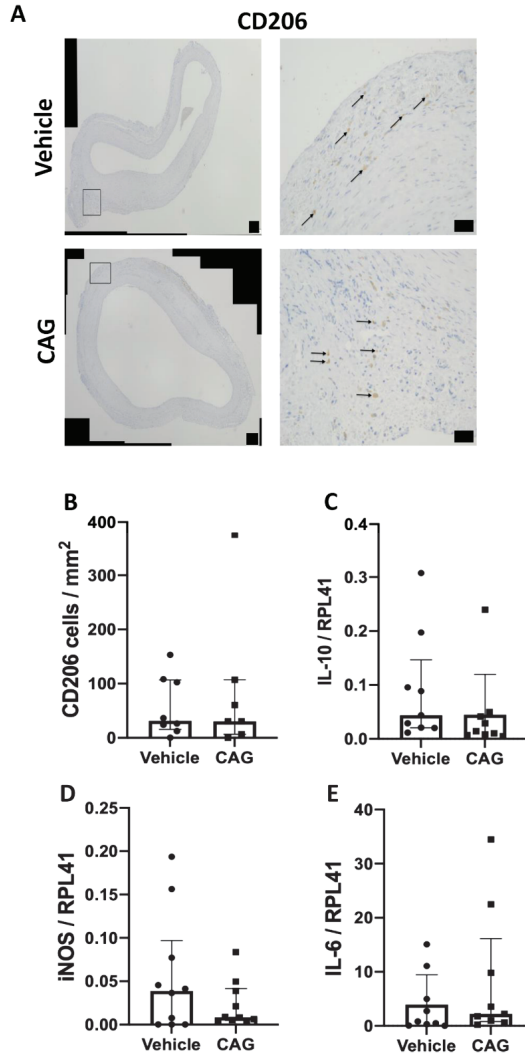 A
CD206
Vehicle
CAG
B
CD206 cells / mm²
400
300
200
100
0
Vehicle CAG
C
IL-10 / RPL41
0.4
0.3
0.2
0.1
0.0
Vehicle CAG
D
iNOS / RPL41
0.25
0.20
0.15
0.10
0.05
0.00
Vehicle CAG
E
IL-6 / RPL41
40
30
20
10
0
Vehicle CAG